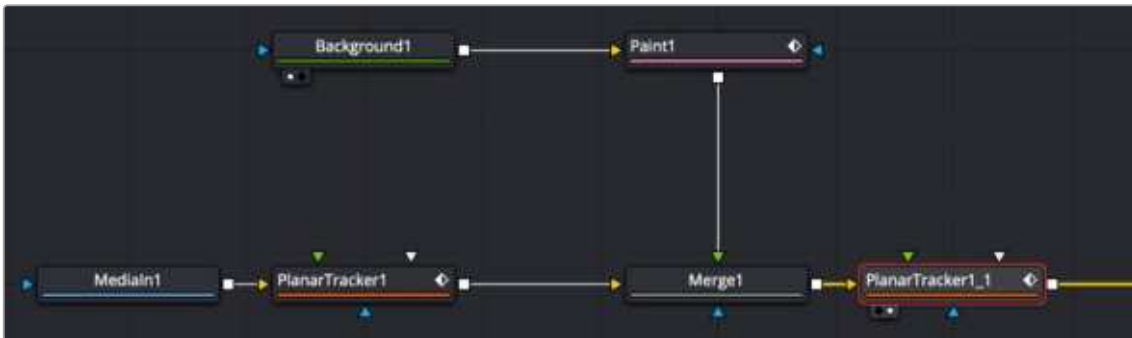 Background1
Paint1
MediaIn1
PlanarTracker1
Merge1
PlanarTracker1_1